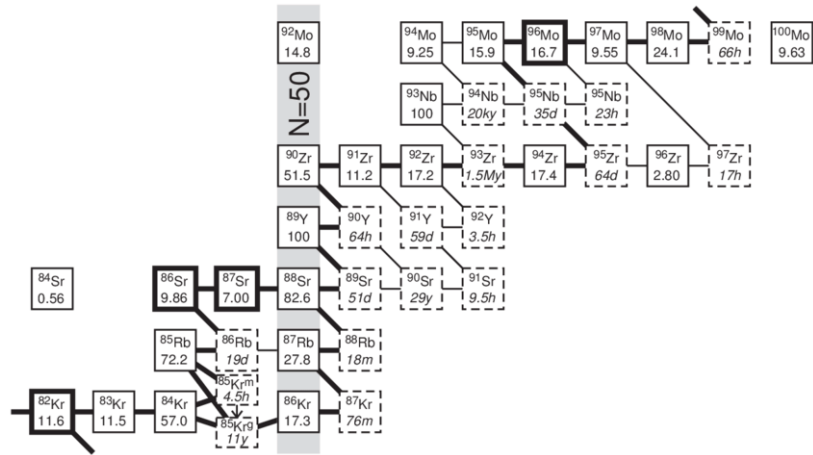 92Mo
14.8
94Mo
9.25
95Mo
15.9
96Mo
16.7
97Mo
9.55
98Mo
24.1
99Mo
66h
100Mo
9.63
N=50
93Nb
100
94Nb
20ky
95Nb
35d
95Nb
23h
90Zr
51.5
91Zr
11.2
92Zr
17.2
93Zr
1.5My
94Zr
17.4
95Zr
64d
96Zr
2.80
97Zr
17h
89Y
100
90Y
64h
91Y
59d
92Y
3.5h
84Sr
0.56
86Sr
9.86
87Sr
7.00
88Sr
82.6
89Sr
51d
90Sr
29y
91Sr
9.5h
85Rb
72.2
86Rb
19d
87Rb
27.8
88Rb
18m
85Krm
4.5h
82Kr
11.6
83Kr
11.5
84Kr
57.0
85Krg
11y
86Kr
17.3
87Kr
76m